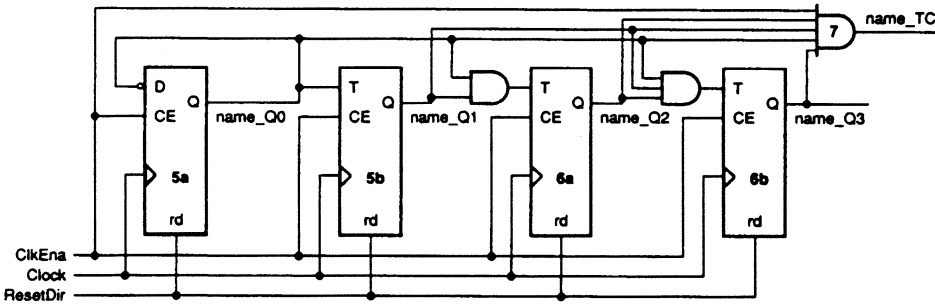 name_TC
7
D
Q
CE
name_Q0
5a
rd
T
Q
CE
name_Q1
5b
rd
T
Q
CE
name_Q2
6a
rd
T
Q
CE
name_Q3
6b
rd
ClkEna
Clock
ResetDir